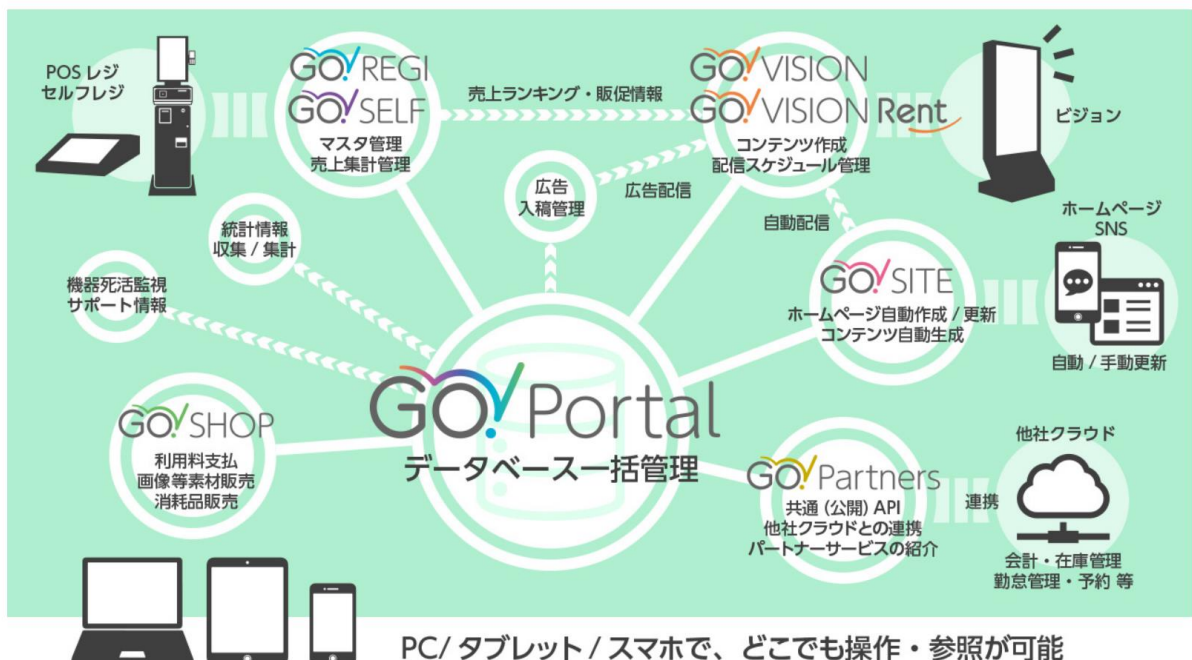 POS レジ
セルフレジ
GO! REGI
GO! SELF
マスタ管理
売上集計管理
売上ランキング・販促情報
GO! VISION
GO! VISION Rent
コンテンツ作成
配信スケジュール管理
ビジョン
広告
入稿管理
広告配信
自動配信
統計情報
収集 / 集計
機器死活監視
サポート情報
GO! SITE
ホームページ自動作成 / 更新
コンテンツ自動生成
ホームページ
SNS
自動 / 手動更新
GO! Portal
データベース一括管理
GO! SHOP
利用料支払
画像等素材販売
消耗品販売
GO! Partners
共通 (公開) API
他社クラウドとの連携
パートナーサービスの紹介
連携
他社クラウド
会計・在庫管理
勤怠管理・予約 等
PC/ タブレット / スマホで、どこでも操作・参照が可能